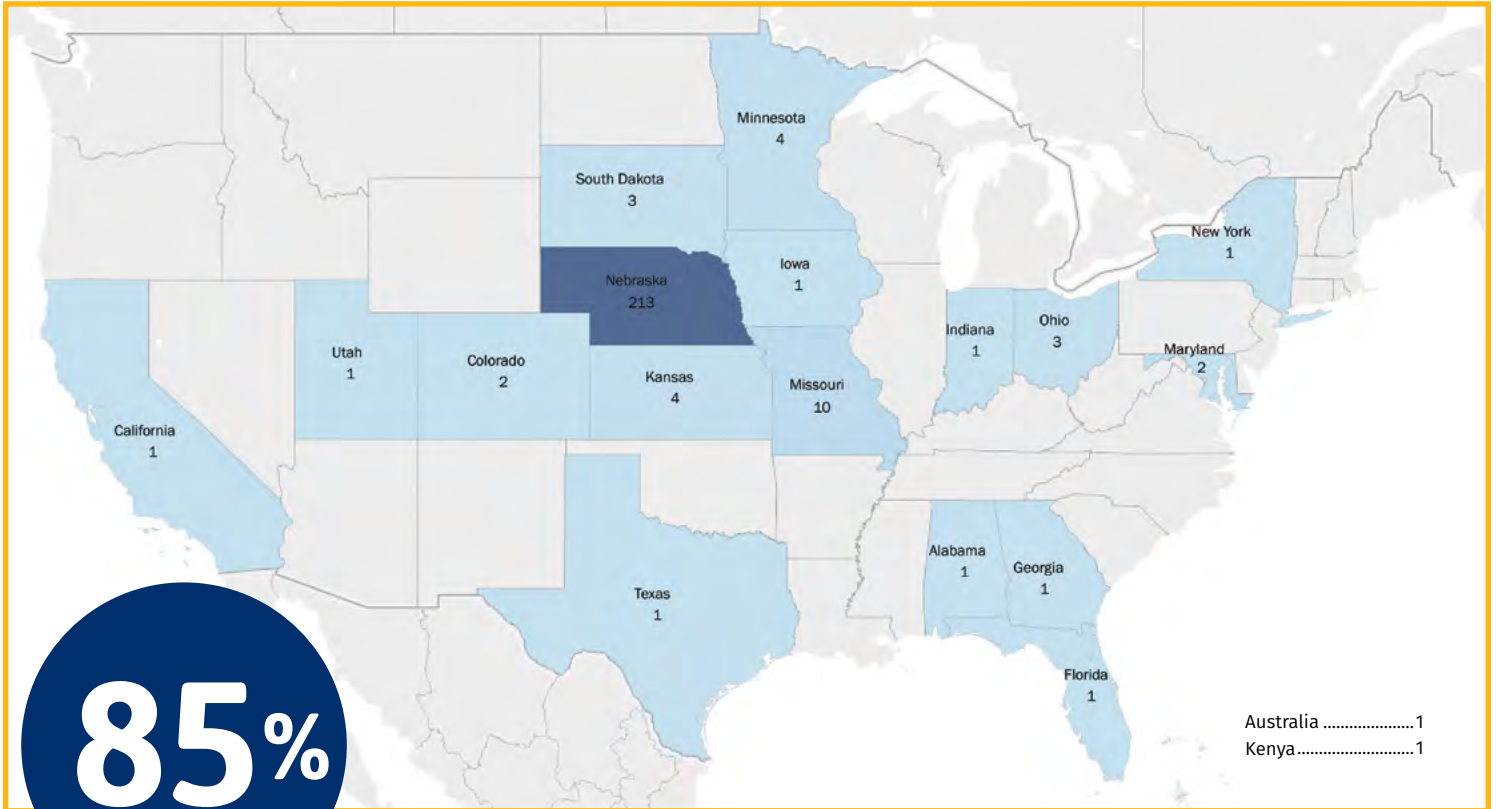 Minnesota
4
South Dakota
3
New York
1
Iowa
1
Nebraska
213
Indiana
1
Ohio
3
Maryland
2
Utah
1
Colorado
2
Kansas
4
Missouri
10
California
1
Alabama
1
Georgia
1
Texas
1
Florida
1
Australia .....................1
Kenya...........................1
85%